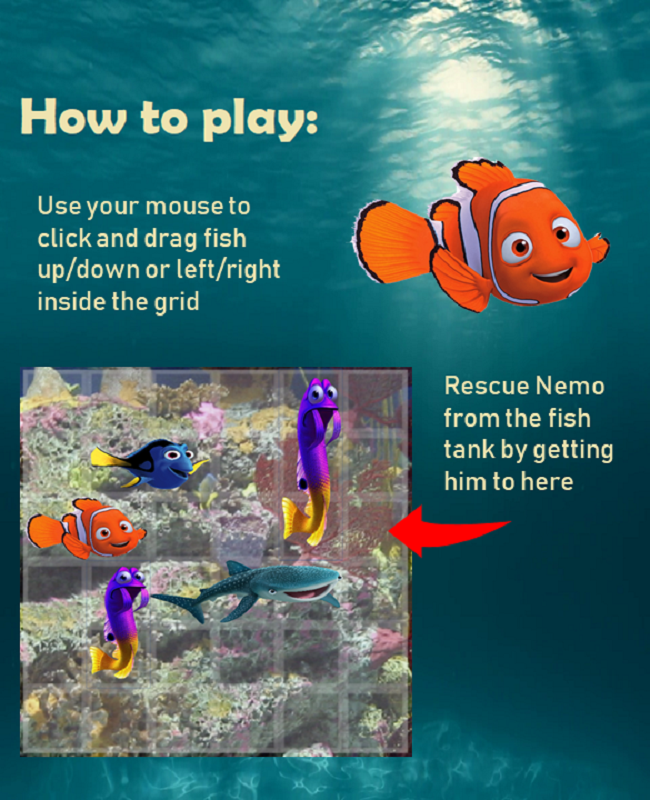 How to play:
Use your mouse to
click and drag fish
up/down or left/right
inside the grid
Rescue Nemo
from the fish
tank by getting
him to here